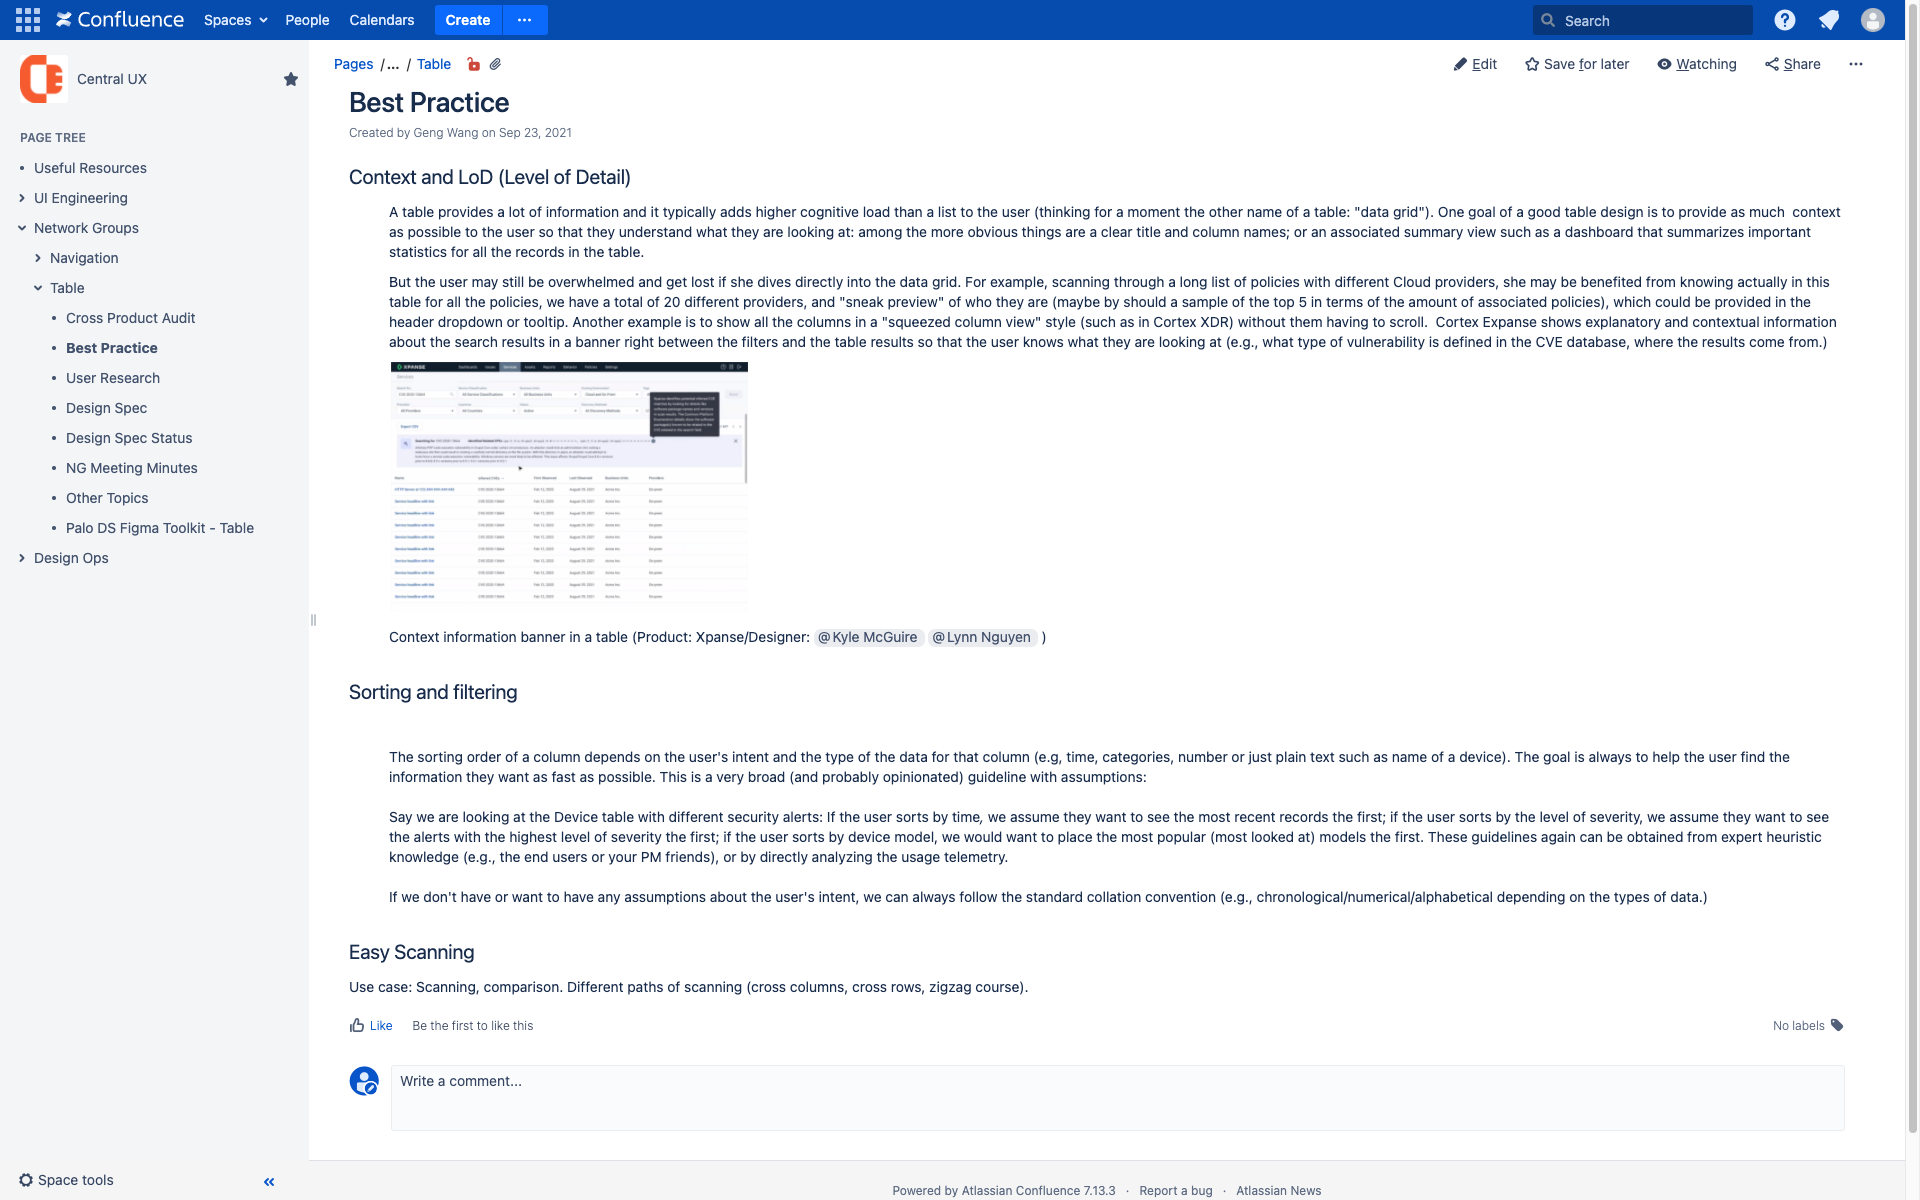 Confluence Spaces People Calendars Create ··· Search
Central UX
PAGE TREE
• Useful Resources
UI Engineering
Network Groups
Navigation
Table
• Cross Product Audit
• Best Practice
• User Research
• Design Spec
• Design Spec Status
• NG Meeting Minutes
• Other Topics
• Palo DS Figma Toolkit - Table
Design Ops
Space tools
Pages /... / Table
Edit Save for later Watching Share ···
Best Practice
Created by Geng Wang on Sep 23, 2021
Context and LoD (Level of Detail)
A table provides a lot of information and it typically adds higher cognitive load than a list to the user (thinking for a moment the other name of a table: "data grid"). One goal of a good table design is to provide as much context
as possible to the user so that they understand what they are looking at: among the more obvious things are a clear title and column names; or an associated summary view such as a dashboard that summarizes important
statistics for all the records in the table.
But the user may still be overwhelmed and get lost if she dives directly into the data grid. For example, scanning through a long list of policies with different Cloud providers, she may be benefited from knowing actually in this
table for all the policies, we have a total of 20 different providers, and "sneak preview" of who they are (maybe by should a sample of the top 5 in terms of the amount of associated policies), which could be provided in the
header dropdown or tooltip. Another example is to show all the columns in a "squeezed column view" style (such as in Cortex XDR) without them having to scroll. Cortex Expanse shows explanatory and contextual information
about the search results in a banner right between the filters and the table results so that the user knows what they are looking at (e.g., what type of vulnerability is defined in the CVE database, where the results come from.)
XPANSE
Context information banner in a table (Product: Xpanse/Designer: @Kyle McGuire @Lynn Nguyen )
Sorting and filtering
The sorting order of a column depends on the user's intent and the type of the data for that column (e.g, time, categories, number or just plain text such as name of a device). The goal is always to help the user find the
information they want as fast as possible. This is a very broad (and probably opinionated) guideline with assumptions:
Say we are looking at the Device table with different security alerts: If the user sorts by time, we assume they want to see the most recent records the first; if the user sorts by the level of severity, we assume they want to see
the alerts with the highest level of severity the first; if the user sorts by device model, we would want to place the most popular (most looked at) models the first. These guidelines again can be obtained from expert heuristic
knowledge (e.g., the end users or your PM friends), or by directly analyzing the usage telemetry.
If we don't have or want to have any assumptions about the user's intent, we can always follow the standard collation convention (e.g., chronological/numerical/alphabetical depending on the types of data.)
Easy Scanning
Use case: Scanning, comparison. Different paths of scanning (cross columns, cross rows, zigzag course).
Like Be the first to like this
No labels
Write a comment...
Powered by Atlassian Confluence 7.13.3 · Report a bug · Atlassian News